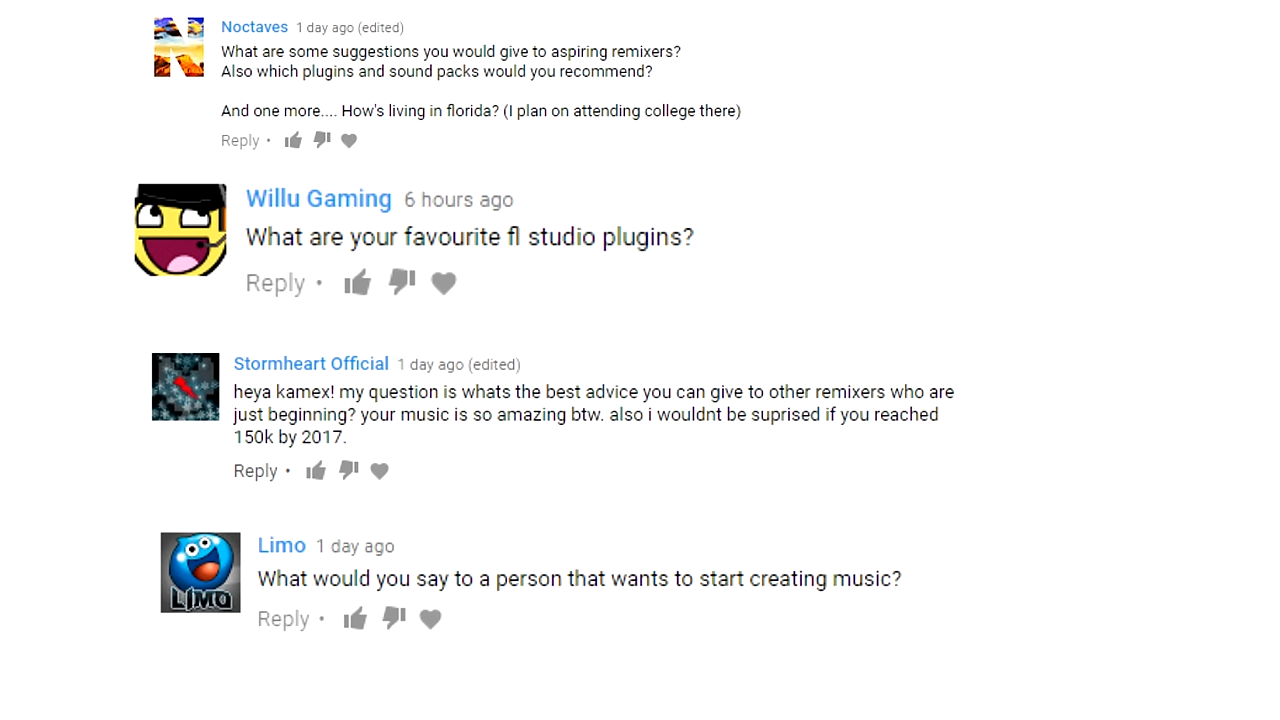 Noctaves 1 day ago (edited)
What are some suggestions you would give to aspiring remixers?
Also which plugins and sound packs would you recommend?
And one more.... How's living in florida? (I plan on attending college there)
Reply •
Willu Gaming 6 hours ago
What are your favourite fl studio plugins?
Reply •
Stormheart Official 1 day ago (edited)
heya kamex! my question is whats the best advice you can give to other remixers who are
just beginning? your music is so amazing btw. also i wouldnt be suprised if you reached
150k by 2017.
Reply •
Limo 1 day ago
What would you say to a person that wants to start creating music?
LIMO
Reply •